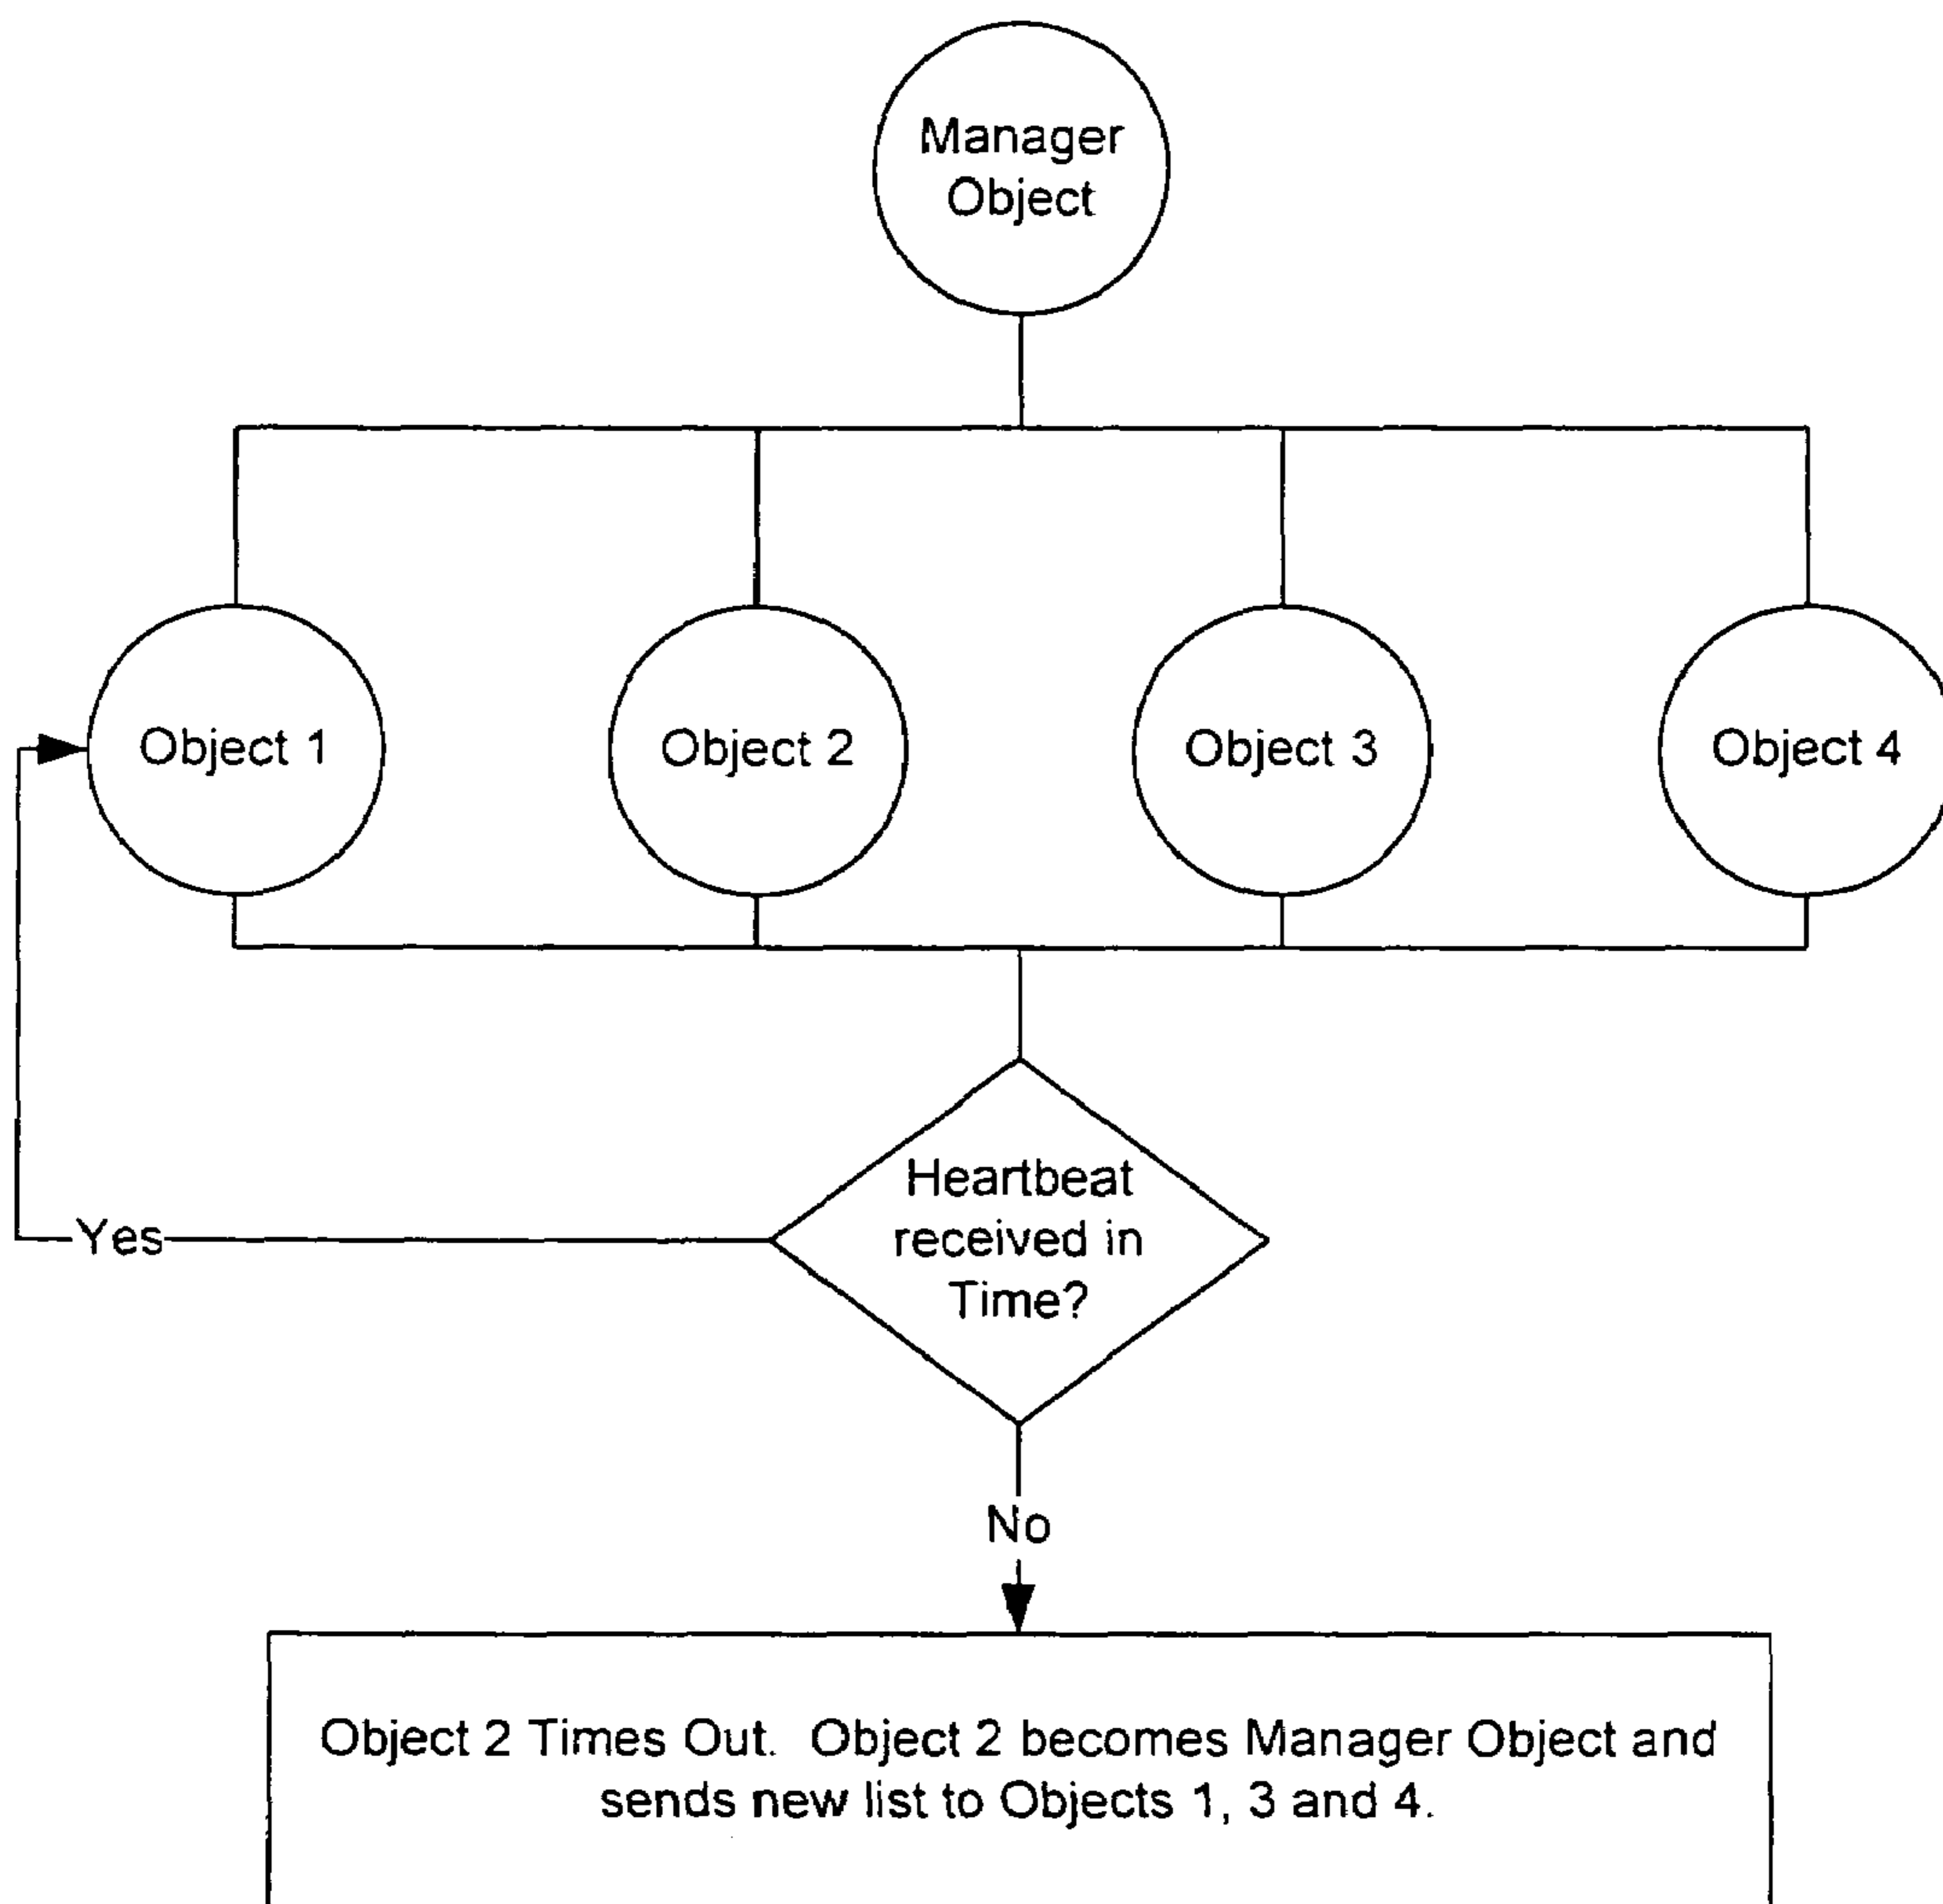 Manager
Object
Object 1
Object 2
Object 3
Object 4
Heartbeat
received in
Time?
Yes
No
Object 2 Times Out. Object 2 becomes Manager Object and
sends new list to Objects 1, 3 and 4.